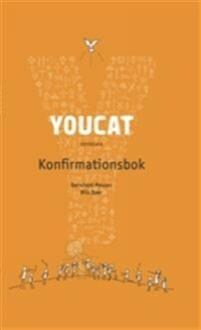 YOUCAT
Konfirmationsbok
Bernhard Meuser
Nils Baer